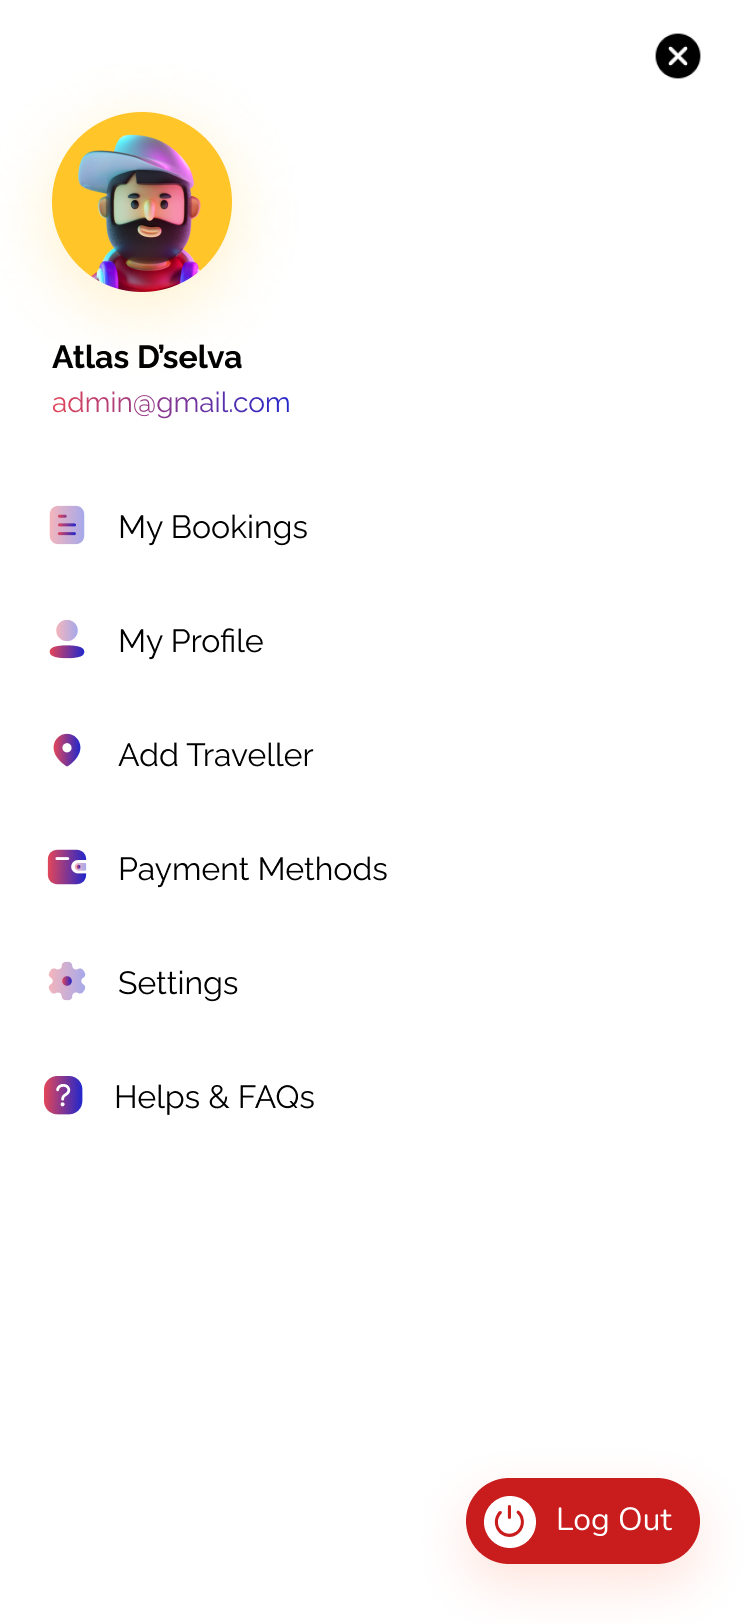 Atlas D’selva
admin@gmail.com
My Bookings
My Profile
Add Traveller
Payment Methods
Settings
Helps & FAQs
Log Out